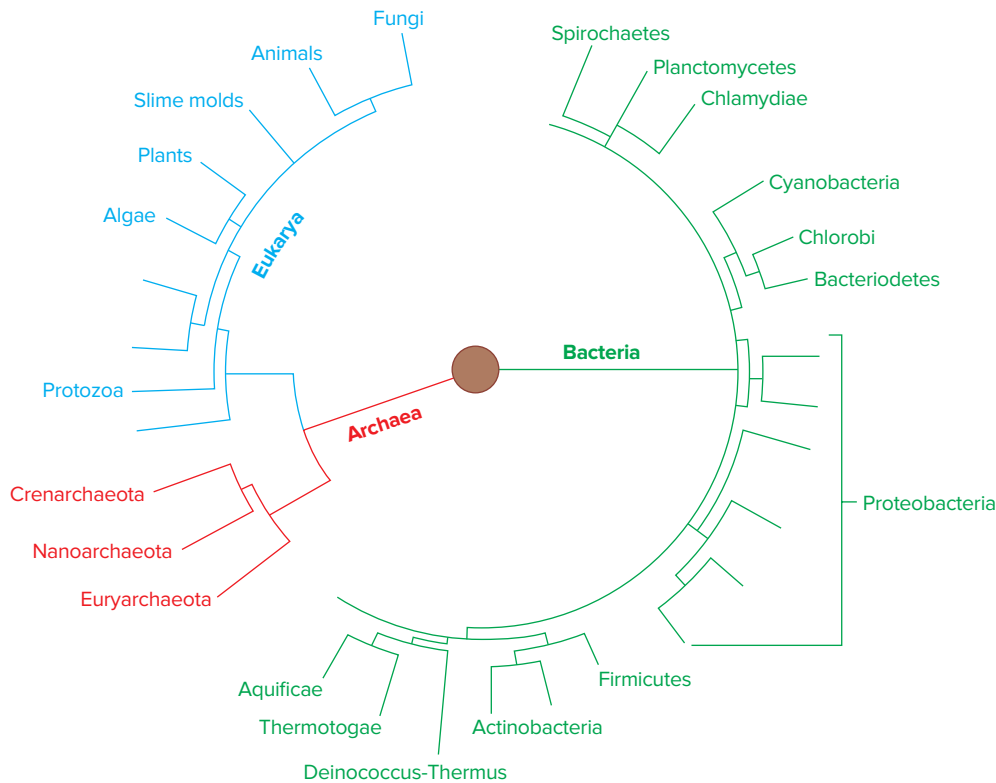 Fungi
Animals
Slime molds
Plants
Algae
Eukarya
Protozoa
Archaea
Crenarchaeota
Nanoarchaeota
Euryarchaeota
Spirochaetes
Planctomycetes
Chlamydiae
Cyanobacteria
Chlorobi
Bacteriodetes
Bacteria
Proteobacteria
Firmicutes
Actinobacteria
Aquificae
Thermotogae
Deinococcus-Thermus